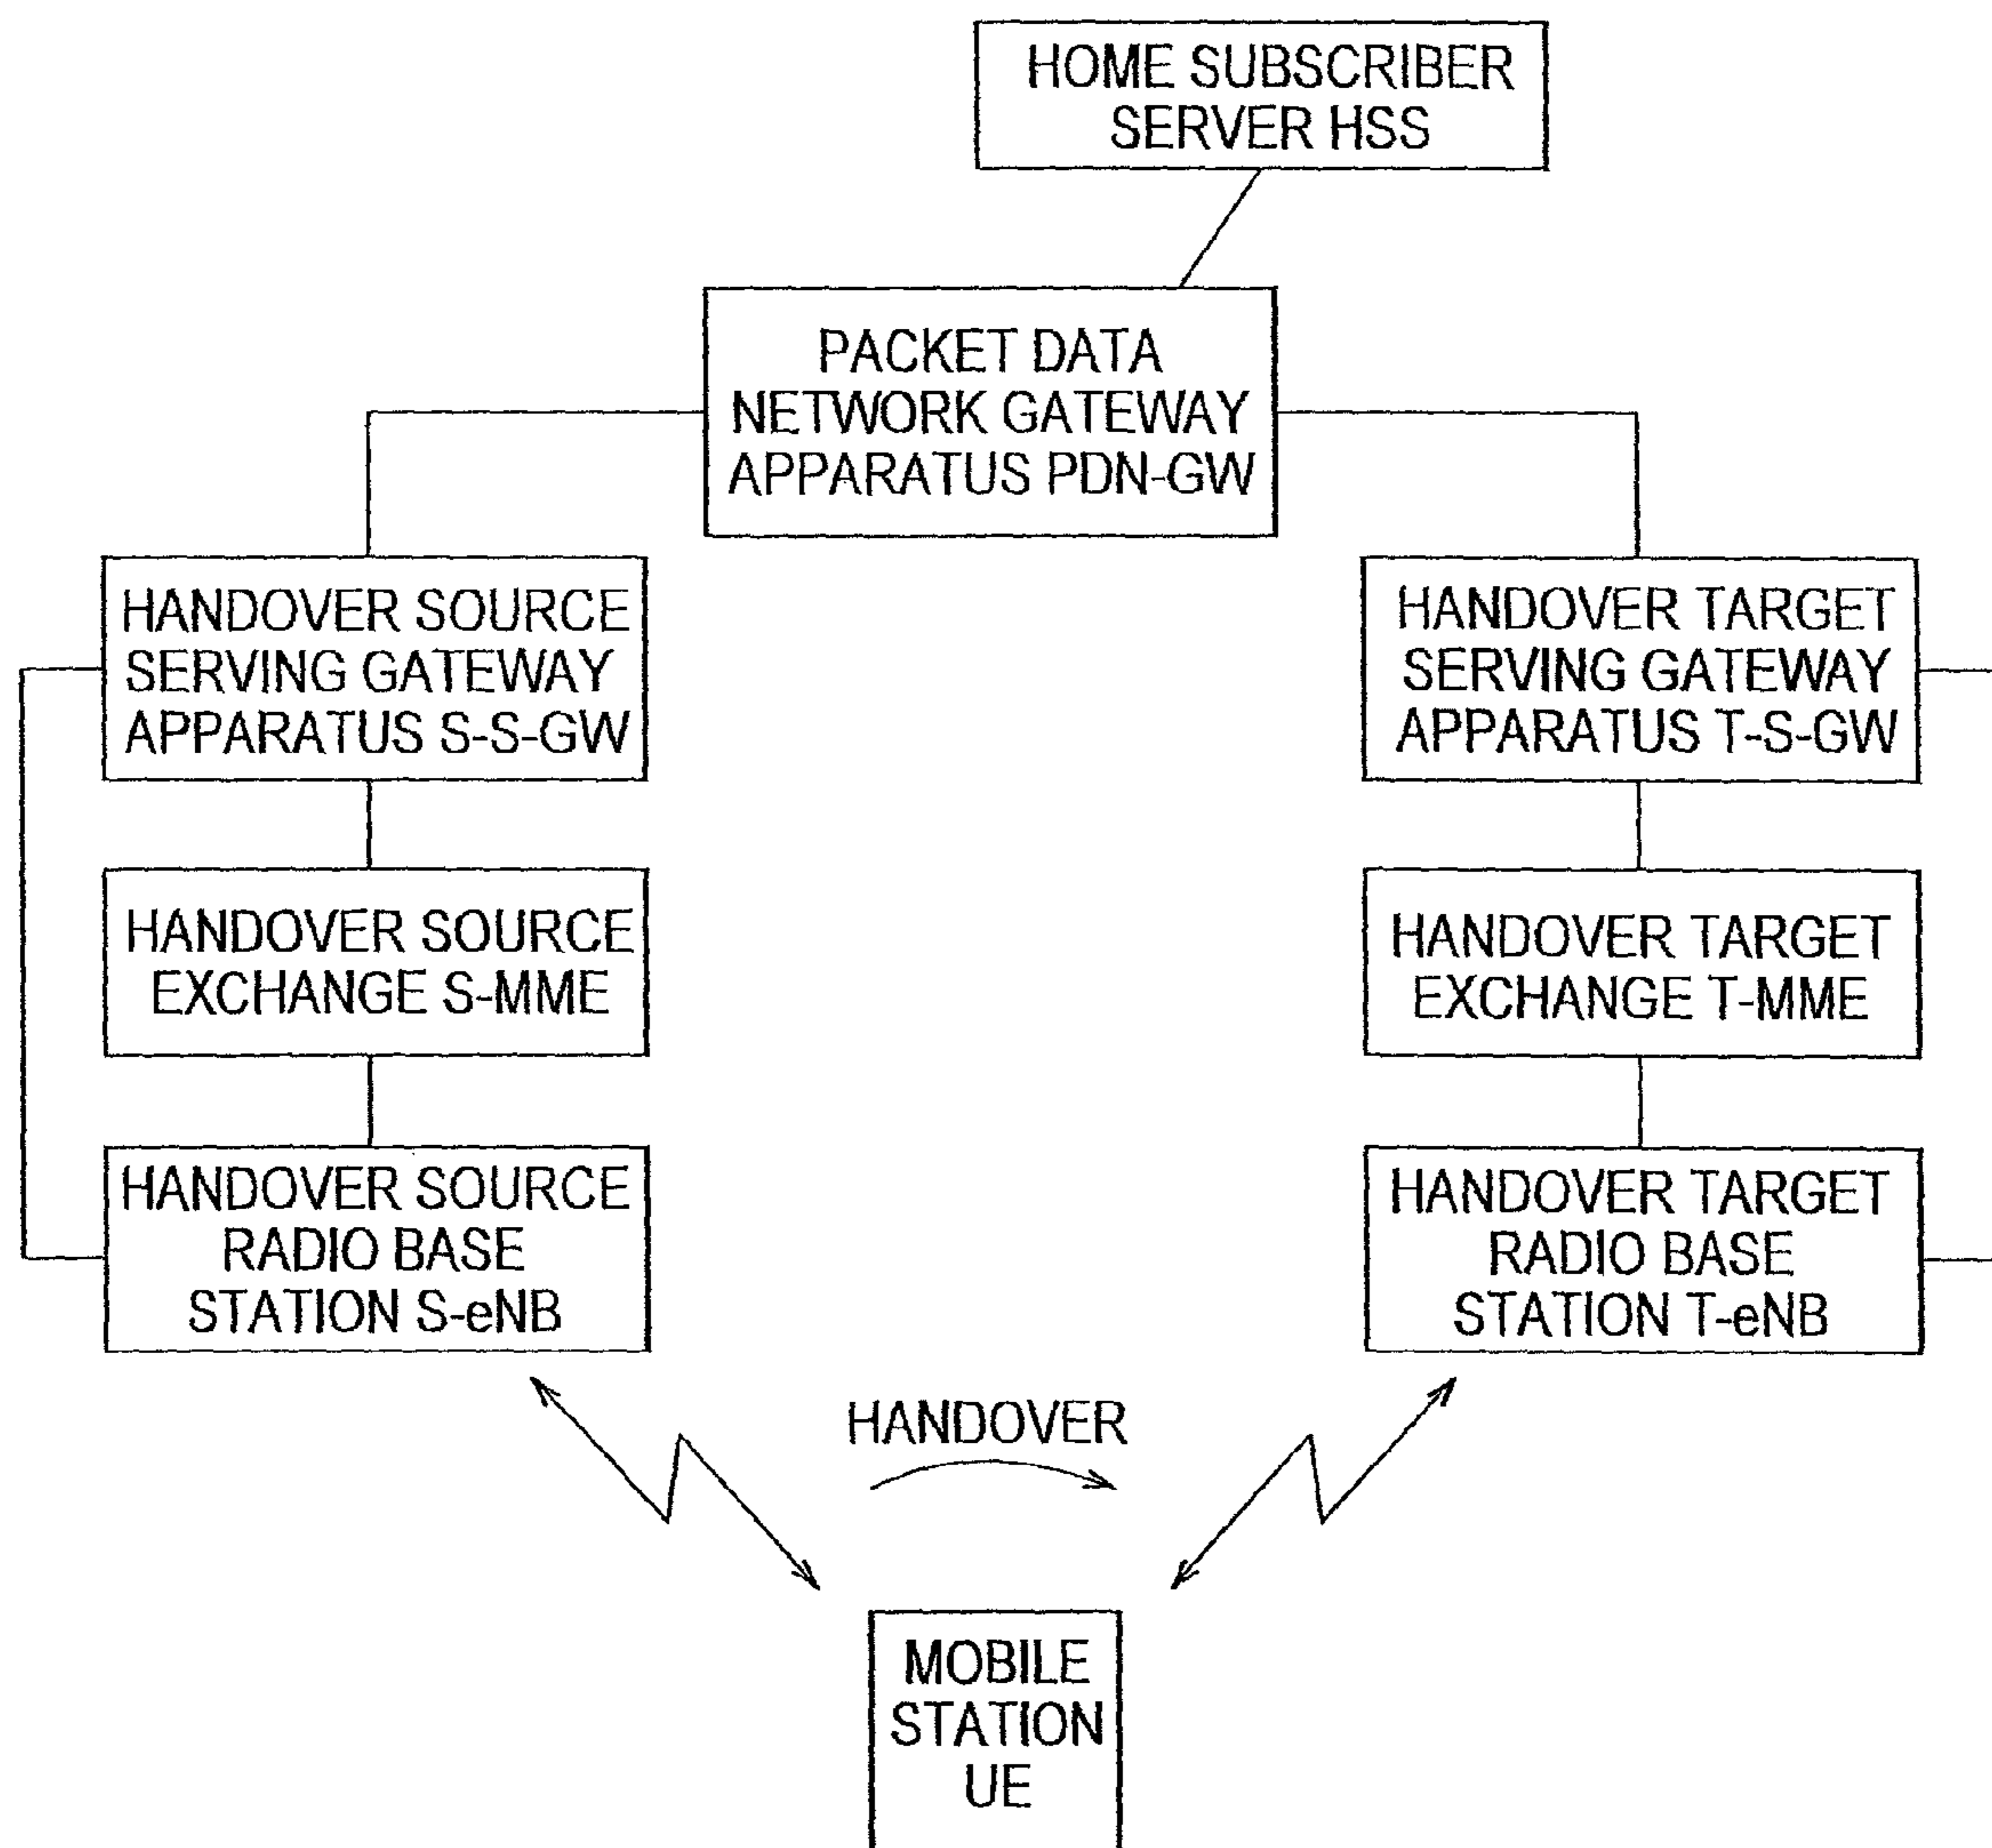 HOME SUBSCRIBER
SERVER HSS
PACKET DATA
NETWORK GATEWAY
APPARATUS PDN-GW
HANDOVER SOURCE
SERVING GATEWAY
APPARATUS S-S-GW
HANDOVER TARGET
SERVING GATEWAY
APPARATUS T-S-GW
HANDOVER SOURCE
EXCHANGE S-MME
HANDOVER TARGET
EXCHANGE T-MME
HANDOVER SOURCE
RADIO BASE
STATION S-eNB
HANDOVER TARGET
RADIO BASE
STATION T-eNB
HANDOVER
MOBILE
STATION
UE